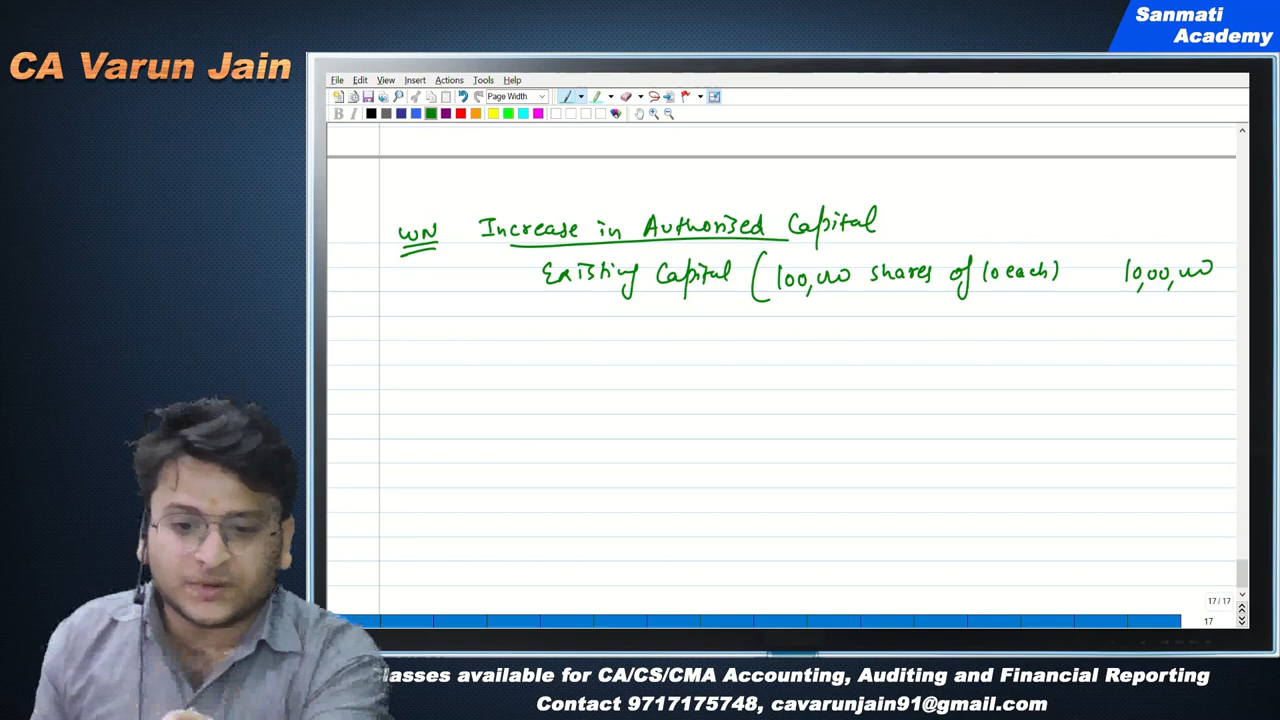 Sanmati
Academy
CA Varun Jain
File Edit View Insert Actions Tools Help
Page Width
B I
WN Increase in Authorised Capital
Existing Capital (100,000 shares of 10 each) 10,00,000
17 / 17
17
Classes available for CA/CS/CMA Accounting, Auditing and Financial Reporting
Contact 9717175748, cavarunjain91@gmail.com